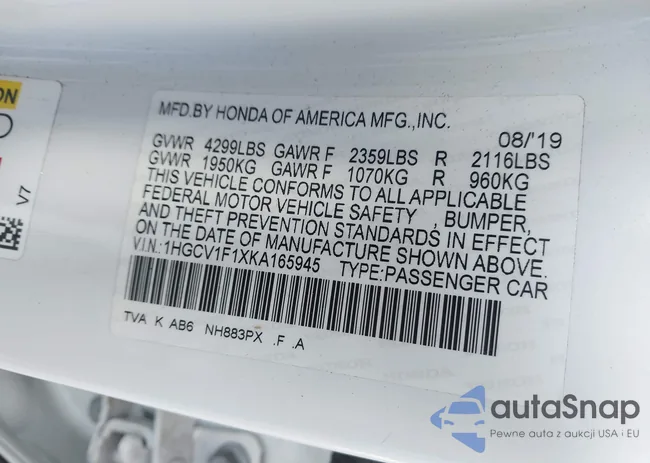 ON
V7
MFD.BY HONDA OF AMERICA MFG.,INC.
08/'19
GVWR 4299LBS GAWR F 2359LBS R 2116LBS
GVWR 1950KG GAWR F 1070KG R 960KG
THIS VEHICLE CONFORMS TO ALL APPLICABLE
FEDERAL MOTOR VEHICLE SAFETY , BUMPER,
AND THEFT PREVENTION STANDARDS IN EFFECT
ON THE DATE OF MANUFACTURE SHOWN ABOVE.
V.I.N.:1HGCV1F1XKA165945 TYPE:PASSENGER CAR
TVA K AB6 NH883PX .F .A
autaSnap
Pewne auta z aukcji USA i EU